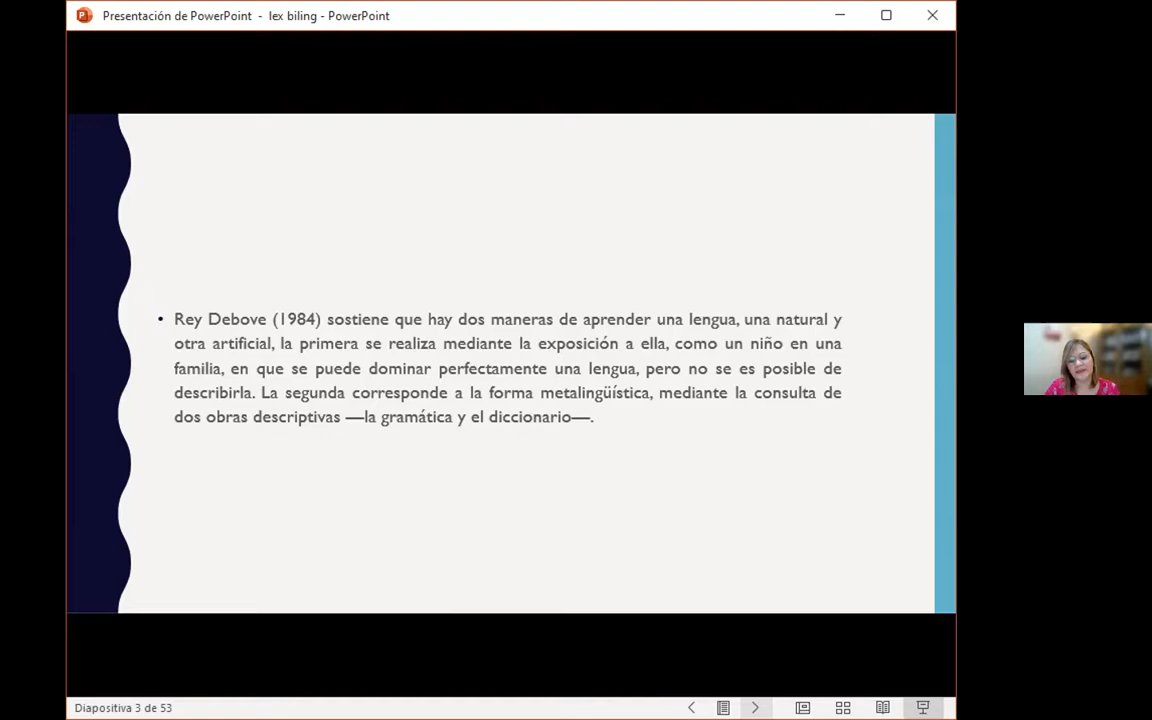 Presentación de PowerPoint - lex biling - PowerPoint
• Rey Debove (1984) sostiene que hay dos maneras de aprender una lengua, una natural y
otra artificial, la primera se realiza mediante la exposición a ella, como un niño en una
familia, en que se puede dominar perfectamente una lengua, pero no se es posible de
describirla. La segunda corresponde a la forma metalingüística, mediante la consulta de
dos obras descriptivas —la gramática y el diccionario—.
Diapositiva 3 de 53